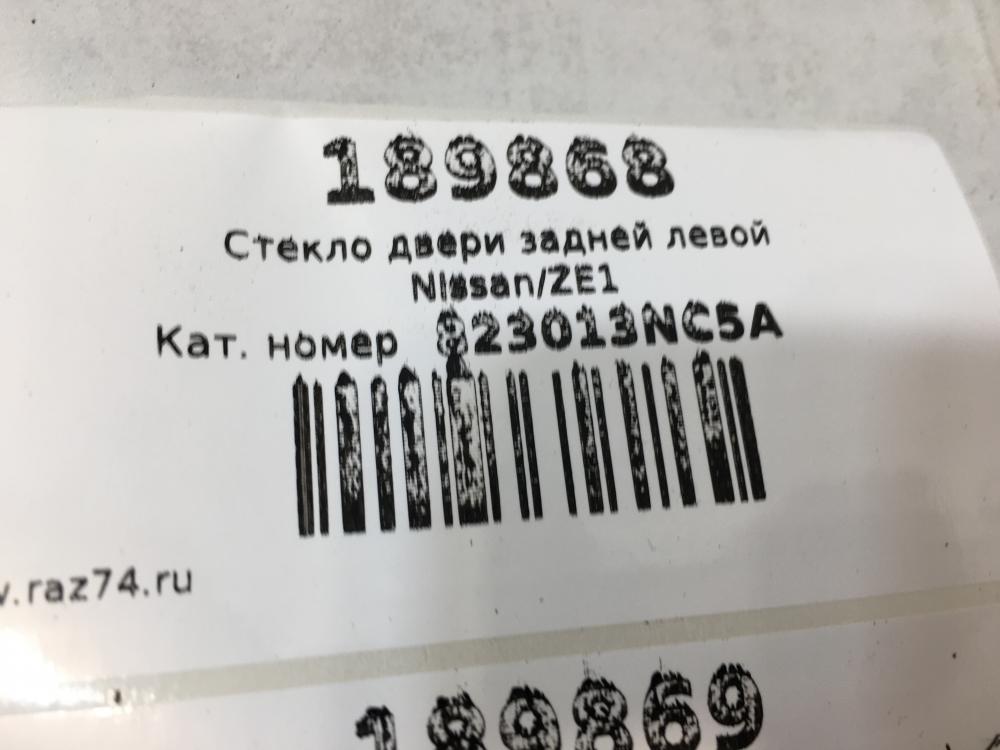 189868
Стекло двери задней левой
Nissan/ZE1
Кат. номер 823013NC5A
w.raz74.ru
189869